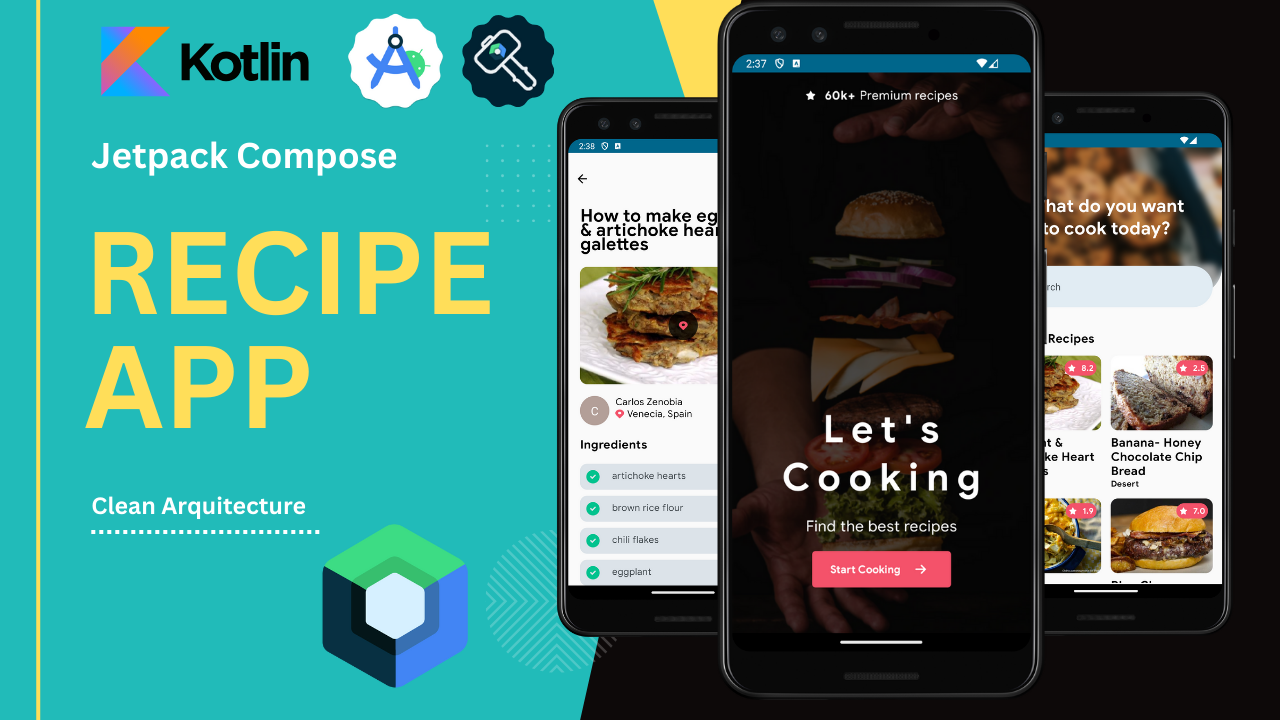 Kotlin
Jetpack Compose
RECIPE
APP
Clean Arquitecture
2:38
How to make eg
& artichoke hear
galettes
C
Carlos Zenobia
Venecia, Spain
Ingredients
artichoke hearts
brown rice flour
chili flakes
eggplant
2:37
60k+ Premium recipes
Let's
Cooking
Find the best recipes
Start Cooking
hat do you want
to cook today?
rch
Recipes
8.2
2.5
t &
ke Heart
s
Banana- Honey
Chocolate Chip
Bread
Desert
1.9
7.0